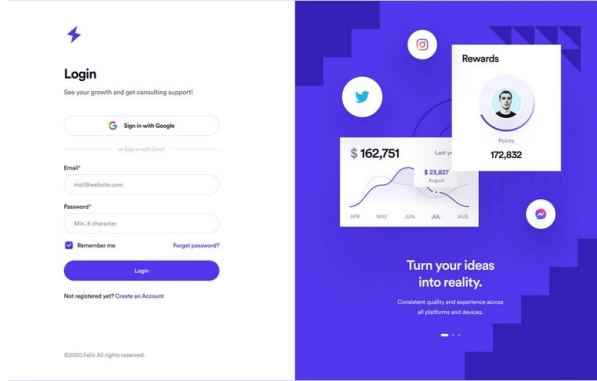 Login
See your growth and get consulting support!
Sign in with Google
or Sign in with Email
Email*
mail@website.com
Password*
Min. 8 character
Remember me
Forget password?
Login
Not registered yet? Create an Account
©2020 Felix All rights reserved.
Rewards
Points
172,832
$ 162,751
Last
$ 23,827
August
APR MAY JUN JUL AUG
Turn your ideas
into reality.
Consistent quality and experience across
all platforms and devices.